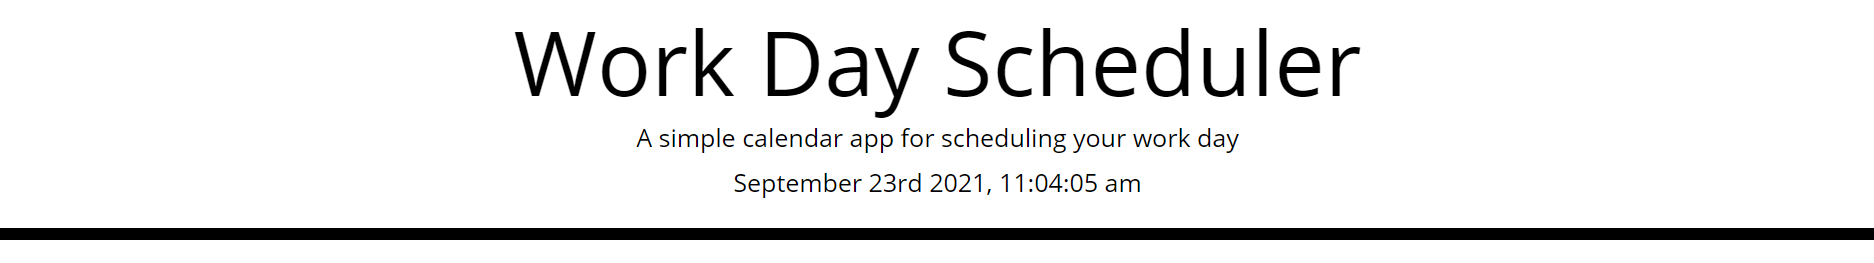 Work Day Scheduler
A simple calendar app for scheduling your work day
September 23rd 2021, 11:04:05 am